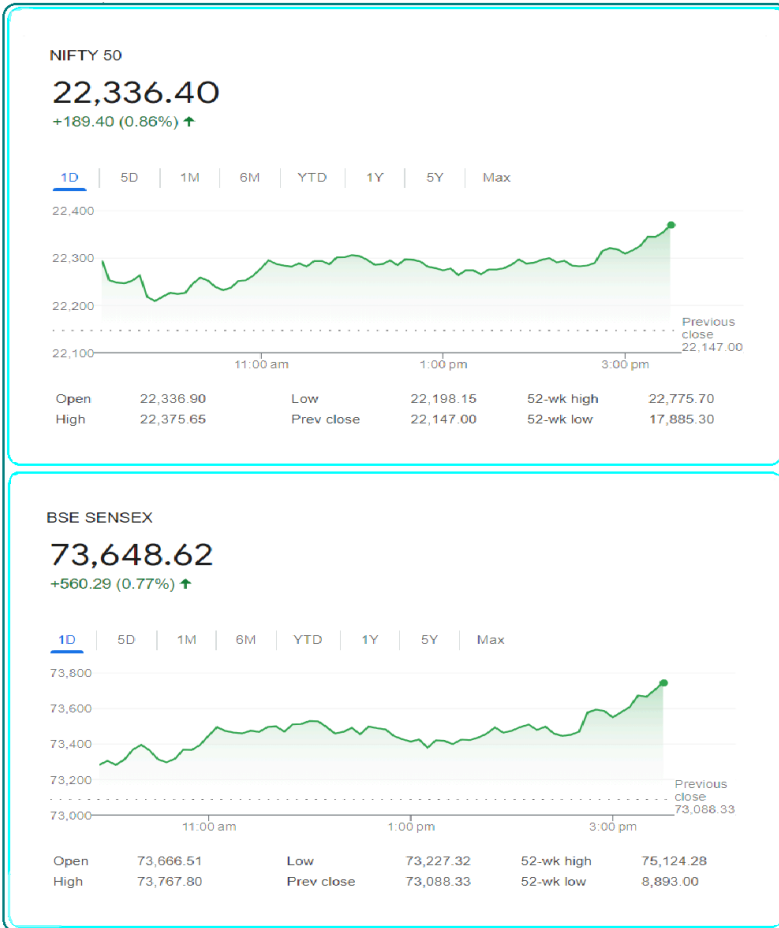 NIFTY 50
22,336.40
+189.40 (0.86%) ↑
1D 5D 1M 6M YTD 1Y 5Y Max
22,400
22,300
22,200
22,100
Previous
close
22,147.00
11:00 am 1:00 pm 3:00 pm
Open 22,336.90 Low 22,198.15 52-wk high 22,775.70
High 22,375.65 Prev close 22,147.00 52-wk low 17,885.30
BSE SENSEX
73,648.62
+560.29 (0.77%) ↑
1D 5D 1M 6M YTD 1Y 5Y Max
73,800
73,600
73,400
73,200
73,000
Previous
close
73,088.33
11:00 am 1:00 pm 3:00 pm
Open 73,666.51 Low 73,227.32 52-wk high 75,124.28
High 73,767.80 Prev close 73,088.33 52-wk low 8,893.00